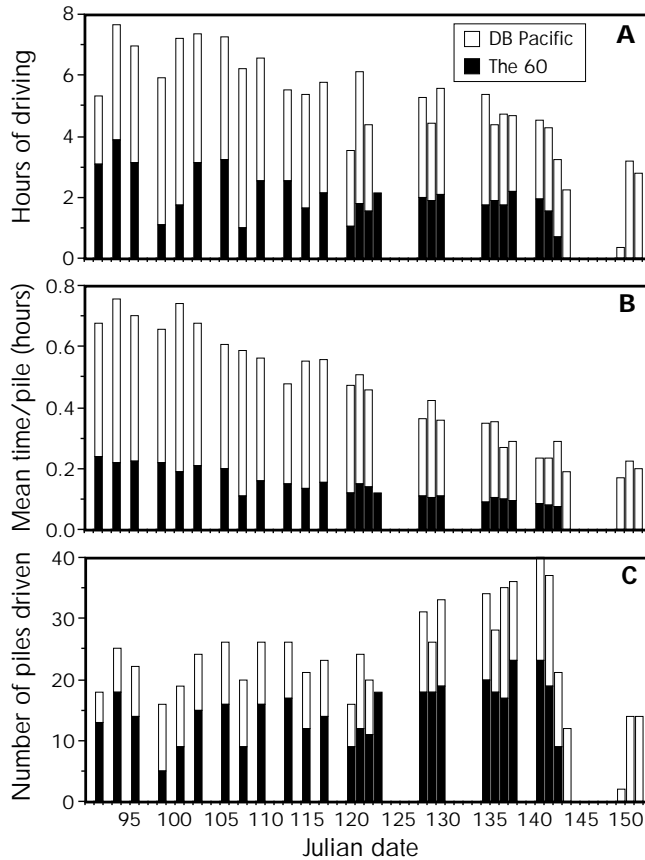 A
DB Pacific
The 60
Hours of driving
8
6
4
2
0
B
Mean time/pile (hours)
0.8
0.6
0.4
0.2
0.0
C
Number of piles driven
40
30
20
10
0
95 100 105 110 115 120 125 130 135 140 145 150
Julian date